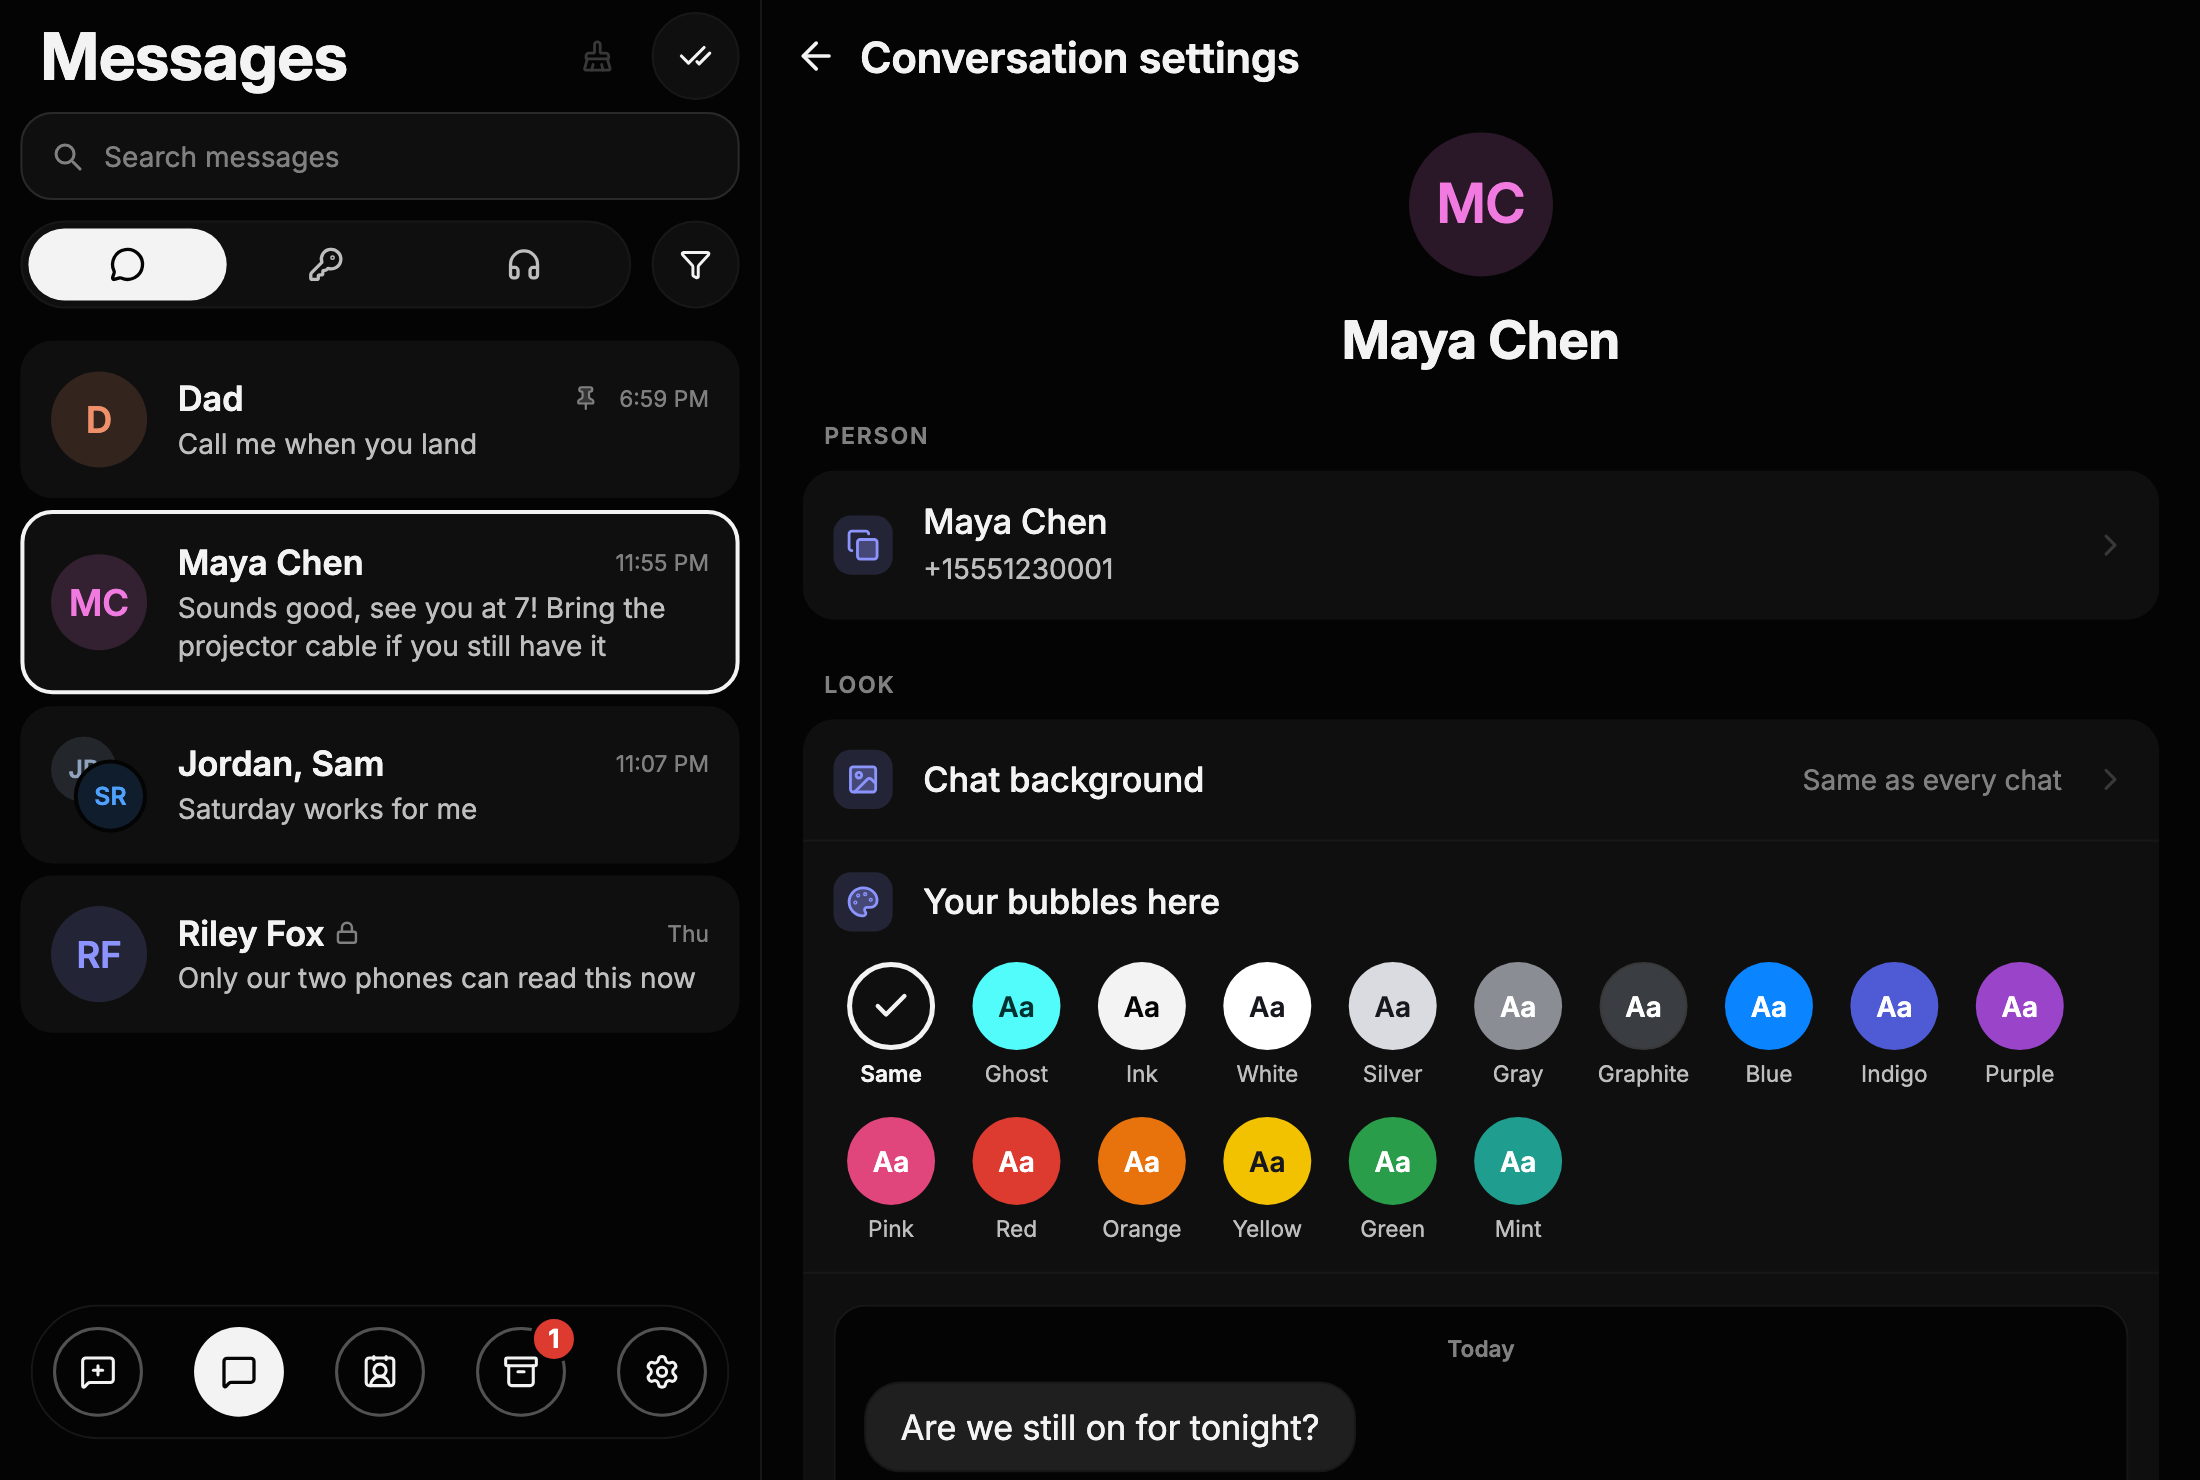 Messages
Search messages
D
Dad
6:59 PM
Call me when you land
MC
Maya Chen
11:55 PM
Sounds good, see you at 7! Bring the
projector cable if you still have it
SR
Jordan, Sam
11:07 PM
Saturday works for me
RF
Riley Fox
Thu
Only our two phones can read this now
1
Conversation settings
MC
Maya Chen
PERSON
Maya Chen
+15551230001
LOOK
Chat background
Same as every chat
Your bubbles here
Aa Aa Aa Aa Aa Aa Aa Aa Aa
Same Ghost Ink White Silver Gray Graphite Blue Indigo Purple
Aa Aa Aa Aa Aa Aa
Pink Red Orange Yellow Green Mint
Today
Are we still on for tonight?